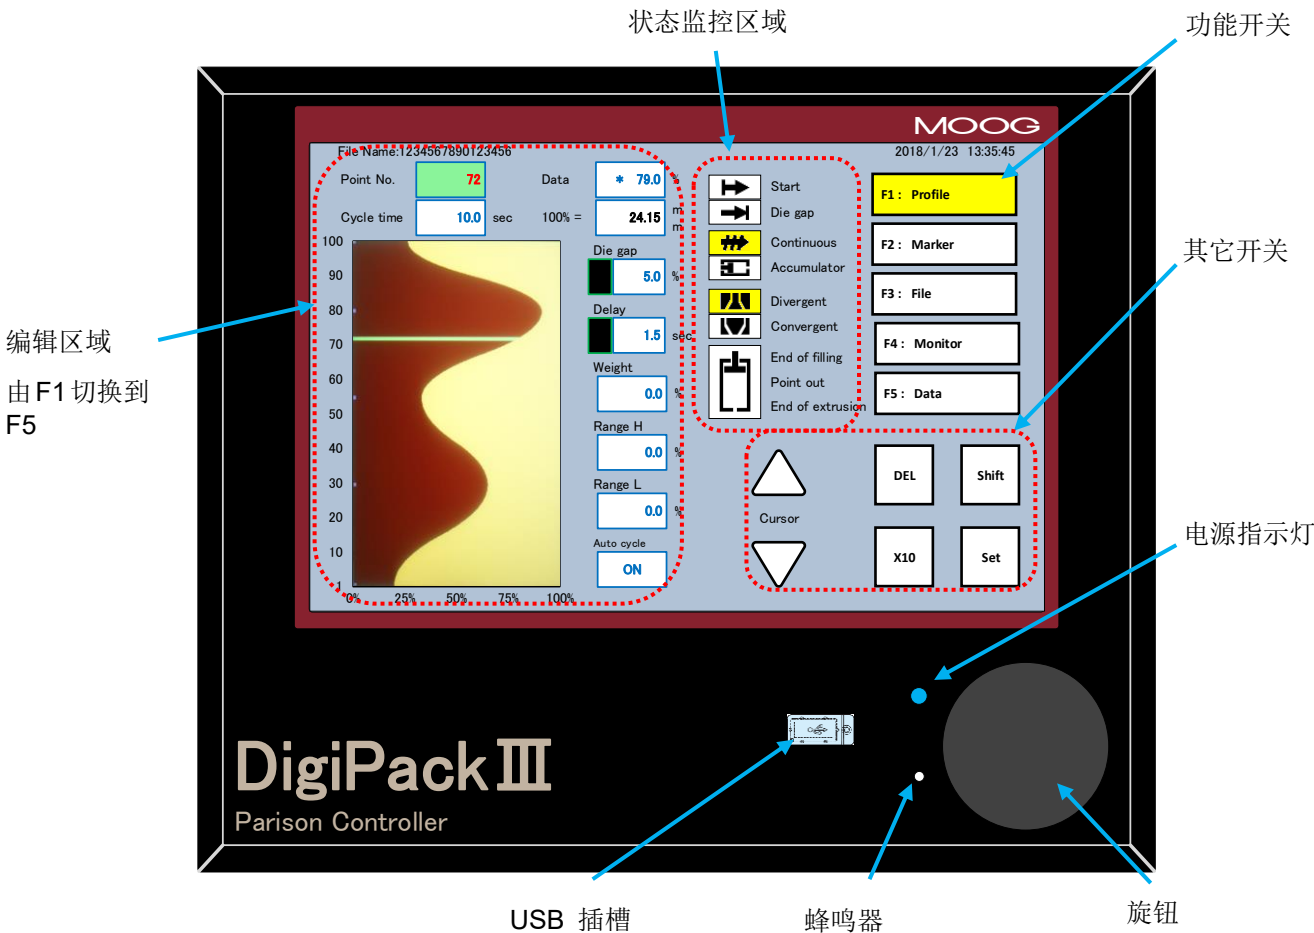 状态监控区域
功能开关
MOOG
File Name:1234567890123456
2018/1/23 13:35:45
Point No. 72 Data * 79.0 %
Cycle time 10.0 sec 100% = 24.15 mm
Start
Die gap
Continuous
Accumulator
Divergent
Convergent
End of filling
Point out
End of extrusion
F1 : Profile
F2 : Marker
F3 : File
F4 : Monitor
F5 : Data
其它开关
100
90
80
70
60
50
40
30
20
10
1
0% 25% 50% 75% 100%
Die gap
5.0 %
Delay
1.5 sec
Weight
0.0 %
Range H
0.0 %
Range L
0.0 %
Auto cycle
ON
编辑区域
由F1切换到
F5
Cursor
DEL
Shift
X10
Set
电源指示灯
DigiPackⅢ
Parison Controller
USB 插槽
蜂鸣器
旋钮